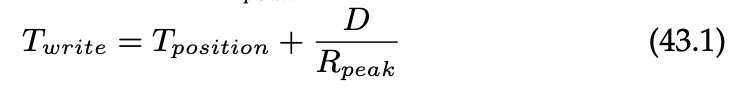 T_write = T_position + D / R_peak (43.1)